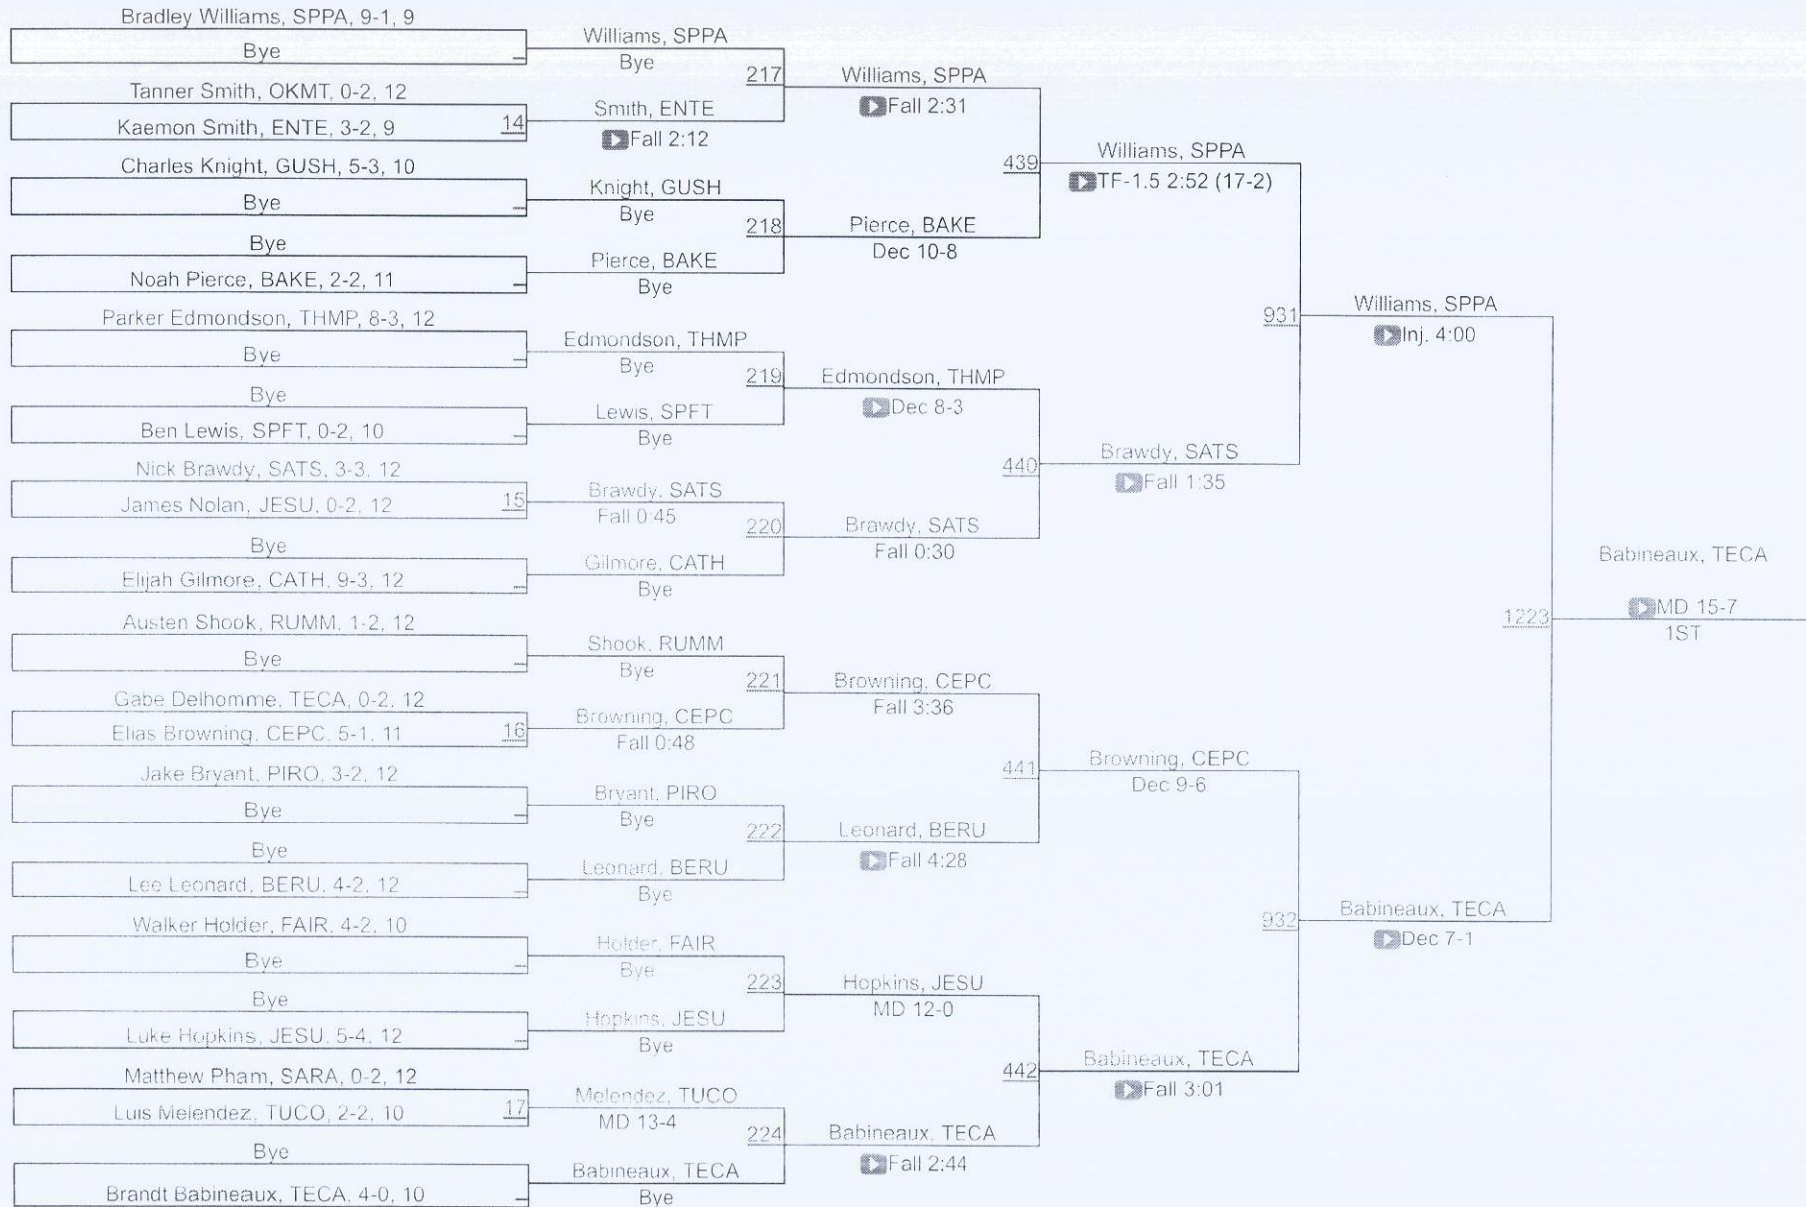 Bradley Williams, SPPA, 9-1, 9
Bye
Tanner Smith, OKMT, 0-2, 12
Kaemon Smith, ENTE, 3-2, 9
14
Charles Knight, GUSH, 5-3, 10
Bye
Bye
Noah Pierce, BAKE, 2-2, 11
Parker Edmondson, THMP, 8-3, 12
Bye
Bye
Ben Lewis, SPFT, 0-2, 10
Nick Brawdy, SATS, 3-3, 12
James Nolan, JESU, 0-2, 12
15
Bye
Elijah Gilmore, CATH, 9-3, 12
Austen Shook, RUMM, 1-2, 12
Bye
Gabe Delhomme, TECA, 0-2, 12
Elias Browning, CEPC, 5-1, 11
16
Jake Bryant, PIRO, 3-2, 12
Bye
Bye
Lee Leonard, BERU, 4-2, 12
Walker Holder, FAIR, 4-2, 10
Bye
Bye
Luke Hopkins, JESU, 5-4, 12
Matthew Pham, SARA, 0-2, 12
Luis Melendez, TUCO, 2-2, 10
17
Bye
Brandt Babineaux, TECA, 4-0, 10
Williams, SPPA
Bye
217
Smith, ENTE
Fall 2:12
Knight, GUSH
Bye
218
Pierce, BAKE
Bye
Edmondson, THMP
Bye
219
Lewis, SPFT
Bye
Brawdy, SATS
Fall 0:45
220
Gilmore, CATH
Bye
Shook, RUMM
Bye
221
Browning, CEPC
Fall 0:48
Bryant, PIRO
Bye
222
Leonard, BERU
Bye
Holder, FAIR
Bye
223
Hopkins, JESU
Bye
Melendez, TUCO
MD 13-4
224
Babineaux, TECA
Bye
Williams, SPPA
Fall 2:31
439
Pierce, BAKE
Dec 10-8
Edmondson, THMP
Dec 8-3
440
Brawdy, SATS
Fall 0:30
Browning, CEPC
Fall 3:36
441
Leonard, BERU
Fall 4:28
Hopkins, JESU
MD 12-0
442
Babineaux, TECA
Fall 2:44
Williams, SPPA
TF-1.5 2:52 (17-2)
931
Brawdy, SATS
Fall 1:35
Browning, CEPC
Dec 9-6
932
Babineaux, TECA
Fall 3:01
Williams, SPPA
Inj. 4:00
1223
Babineaux, TECA
Dec 7-1
Babineaux, TECA
MD 15-7
1ST